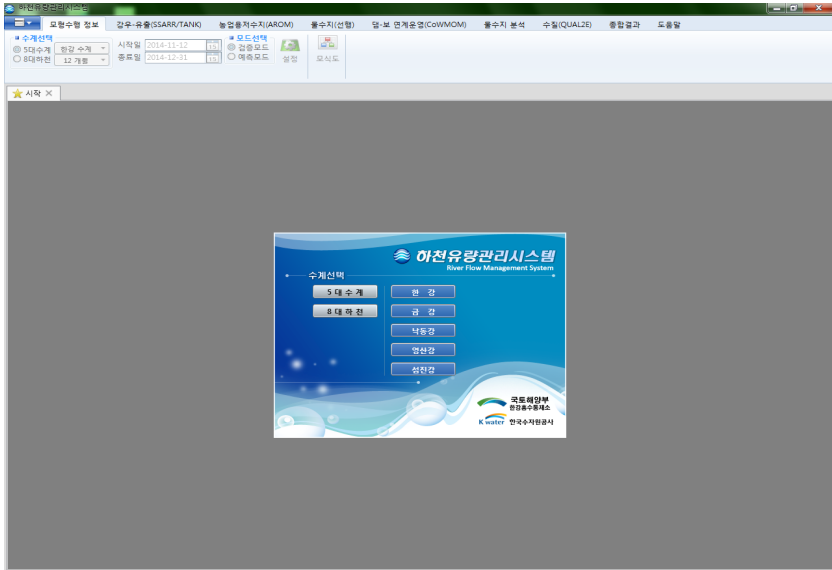 하천유량관리시스템
모형수행 정보 강우-유출(SSARR/TANK) 농업용저수지(AROM) 물수지(선행) 댐-보 연계운영(CoWMOM) 물수지 분석 수질(QUAL2E) 종합결과 도움말
수계선택
5대수계 한강 수계
8대하천 12 개월
시작일 2014-11-12 15
종료일 2014-12-31 15
모드선택
검증모드
예측모드
설정
모식도
시작
하천유량관리시스템
River Flow Management System
수계선택
5 대 수 계 한 강
8 대 하 천 금 강
낙동강
영산강
섬진강
국토해양부
한강홍수통제소
K water 한국수자원공사